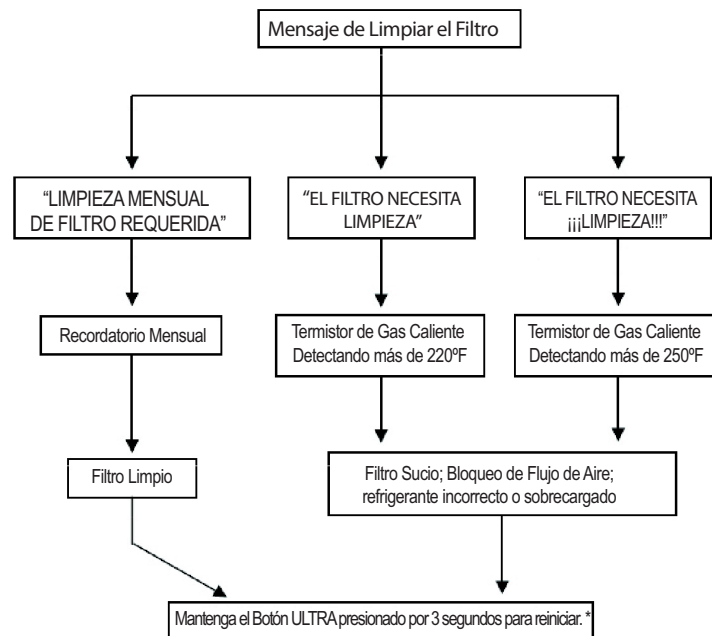 Mensaje de Limpiar el Filtro
“LIMPIEZA MENSUAL
DE FILTRO REQUERIDA”
“EL FILTRO NECESITA
LIMPIEZA”
“EL FILTRO NECESITA
¡¡¡LIMPIEZA!!!”
Recordatorio Mensual
Termistor de Gas Caliente
Detectando más de 220ºF
Termistor de Gas Caliente
Detectando más de 250ºF
Filtro Limpio
Filtro Sucio; Bloqueo de Flujo de Aire;
refrigerante incorrecto o sobrecargado
Mantenga el Botón ULTRA presionado por 3 segundos para reiniciar. *